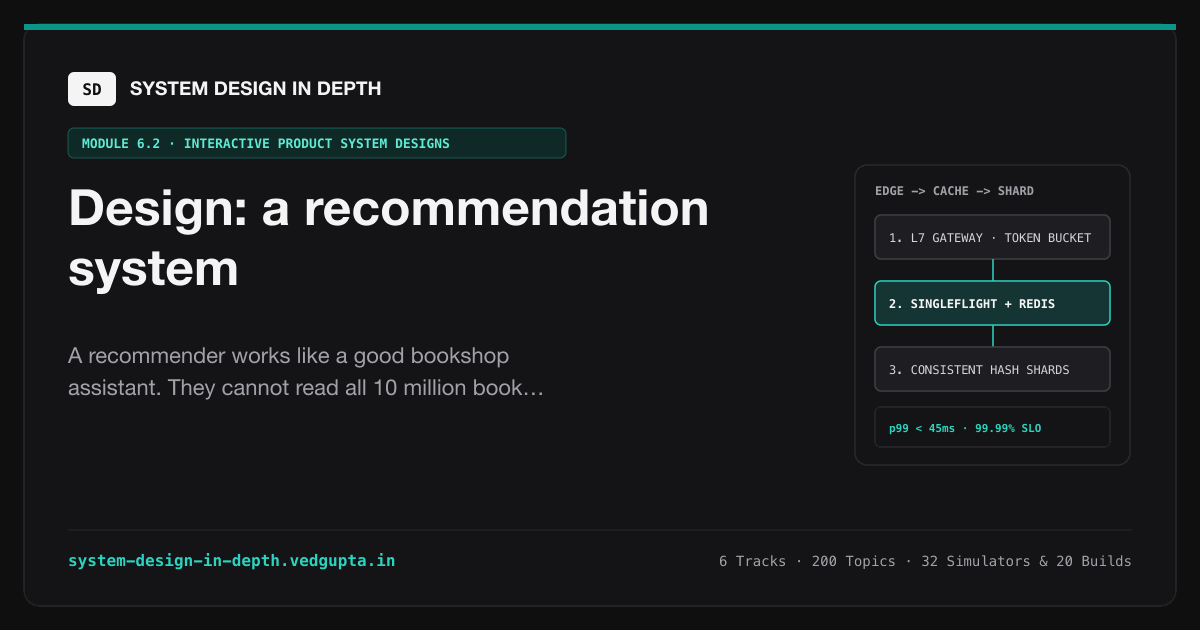 SD SYSTEM DESIGN IN DEPTH
MODULE 6.2 · INTERACTIVE PRODUCT SYSTEM DESIGNS
Design: a recommendation
system
A recommender works like a good bookshop
assistant. They cannot read all 10 million book…
EDGE —> CACHE —> SHARD
1. L7 GATEWAY · TOKEN BUCKET
2. SINGLEFLIGHT + REDIS
3. CONSISTENT HASH SHARDS
p99 < 45ms · 99.99% SLO
system-design-in-depth.vedgupta.in
6 Tracks · 200 Topics · 32 Simulators & 20 Builds